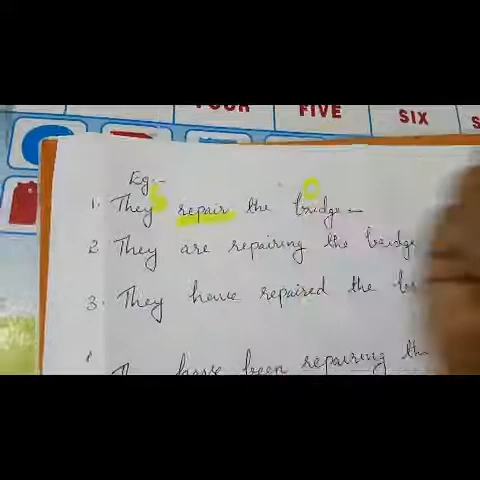 FOUR FIVE SIX
Eg:-
S O
1. They repair the bridge -
2 They are repairing the bridge
3. They have repaired the
have been repairing the